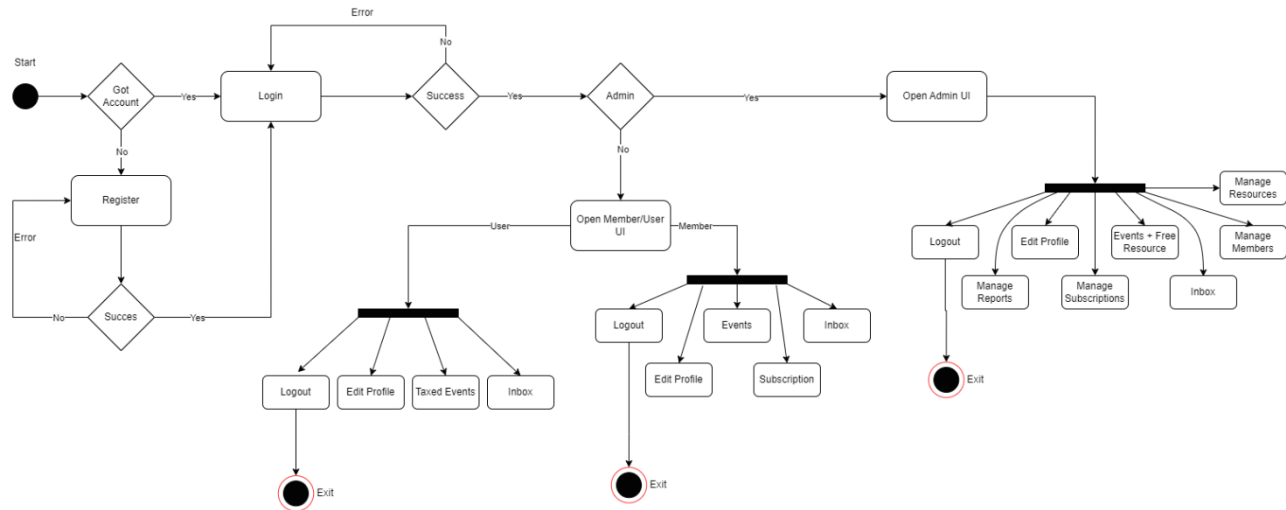 Error
No
Start
Got
Account
Yes
Login
Success
Yes
Admin
Yes
Open Admin UI
No
No
Register
Error
Manage
Resources
Open Member/User
UI
User
Member
Logout
Edit Profile
Events + Free
Resource
Manage
Members
Manage
Reports
Manage
Subscriptions
Inbox
No
Succes
Yes
Logout
Events
Inbox
Edit Profile
Subscription
Exit
Logout
Edit Profile
Taxed Events
Inbox
Exit
Exit